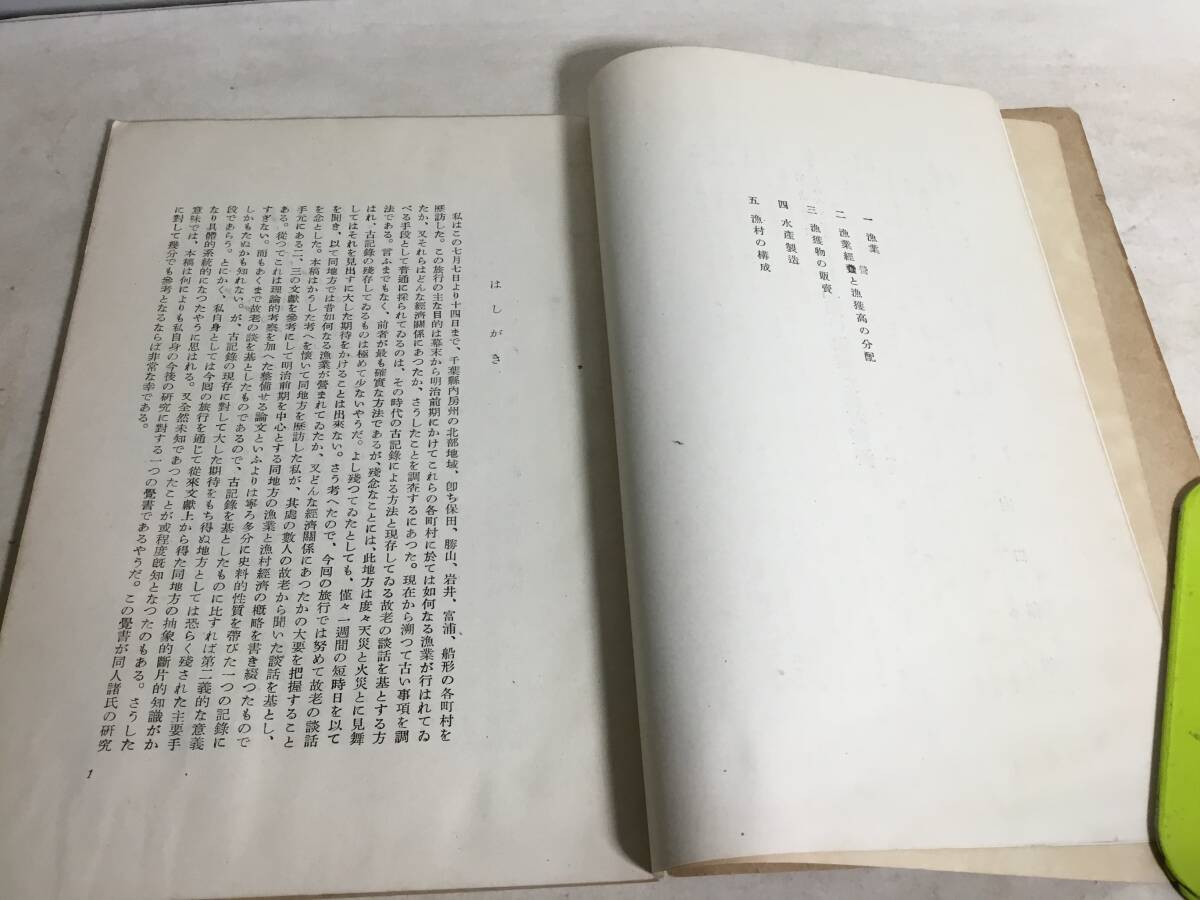 一　漁業　營
二　漁業經費と漁獲高の分配
三　漁獲物の販賣
四　水產製造
五　漁村の構成
はしがき
私はこの七月七日より十四日まで、千葉縣內房州の北部地域、卽ち保田、勝山、岩井、富浦、船形の各町村を
歷訪した。この旅行の主な目的は幕末から明治前期にかけてこれらの各町村に於ては如何なる漁業が行はれてゐ
たか、又それらはどんな經濟關係にあつたか、さうしたことを調査するにあつた。現在から溯つて古い事項を調
べる手段として普通に採られてゐるのは、その時代の古記錄による方法と現存してゐる故老の談話を基とする方
法である。言ふまでもなく、前者が最も確實な方法であるが、殘念なことには、此地方は度々天災と火災とに見舞
はれ、古記錄の殘存してゐるものは極めて少ないやうだ。よし殘つてゐたとしても、僅々一週間の短時日を以て
してはそれを見出すに大した期待をかけることは出來ない。さう考へたので、今回の旅行では努めて故老の談話
を聞き、以て同地方では昔如何なる漁業が營まれてゐたか、又どんな經濟關係にあつたかの大要を把握すること
を念とした。本稿はかうした考へを懷いて同地方を歷訪した私が、其處の數人の故老から聞いた談話を基とし、
手元にある二、三の文獻を參考にして明治前期を中心とする同地方の漁業と漁村經濟の槪略を書き綴つたもので
ある。從つてこれは理論的考察を加へた整備せる論文といふよりは寧ろ多分に史料的性質を帶びた一つの記錄に
すぎない。而もあくまで故老の談を基としたものであるので、古記錄を基としたものに比すれば第二義的な意義
しかもたぬかも知れない。が、古記錄の現存に對して大した期待をもち得ぬ地方としては恐らく殘された主要手
段であらう。とにかく、私自身としては今回の旅行を通じて從來文獻上から得た同地方の抽象的斷片的知識がか
なり具體的系統的になつたやうに思はれる。又全然未知であつたことが或程度旣知となつたのもある。さうした
意味では、本稿は何によりも私自身の今後の研究に對する一つの覺書であるやうだ。この覺書が同人諸氏の研究
に對して幾分でも參考となるならば非常な幸である。
1